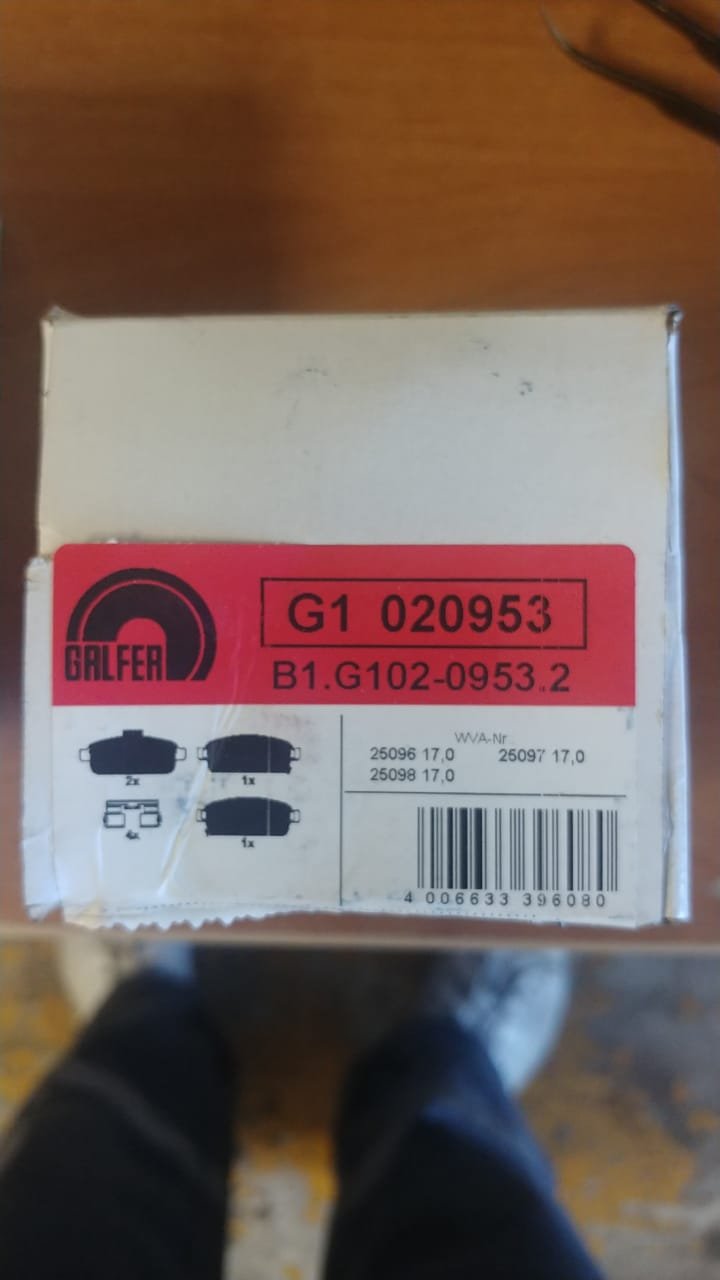 GALFER
G1 020953
B1.G102-0953.2
2x
1x
4x
1x
WVA-Nr
25096 17,0 25097 17,0
25098 17,0
4 006633 396080